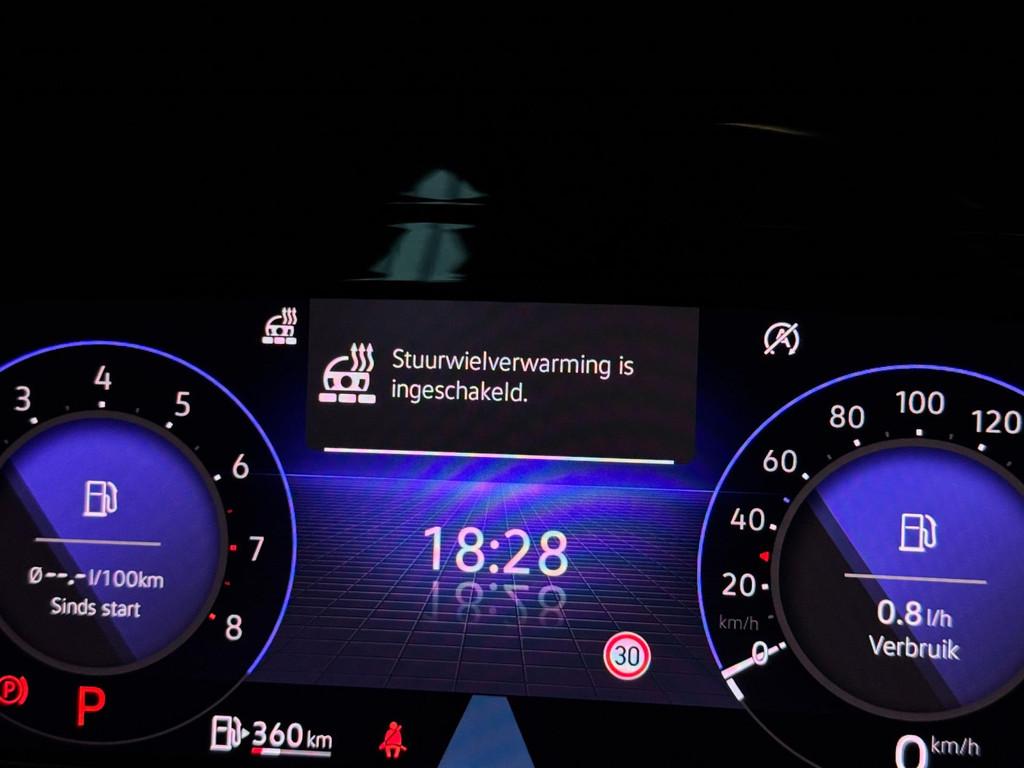 Stuurwielverwarming is
ingeschakeld.
3
4
5
6
7
8
Ø--.-l/100km
Sinds start
18:28
30
20
40
60
80
100
120
km/h
0
0.8 l/h
Verbruik
P
P
360 km
0 km/h